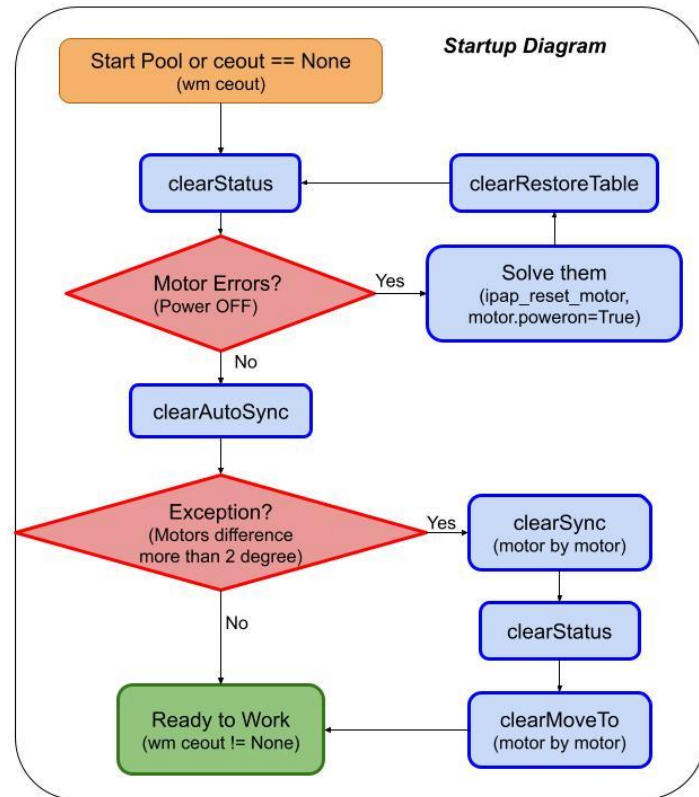 Startup Diagram
Start Pool or ceout == None
(wm ceout)
clearStatus
clearRestoreTable
Motor Errors?
(Power OFF)
Yes
Solve them
(ipap_reset_motor,
motor.poweron=True)
No
clearAutoSync
Exception?
(Motors difference
more than 2 degree)
Yes
clearSync
(motor by motor)
clearStatus
No
Ready to Work
(wm ceout != None)
clearMoveTo
(motor by motor)